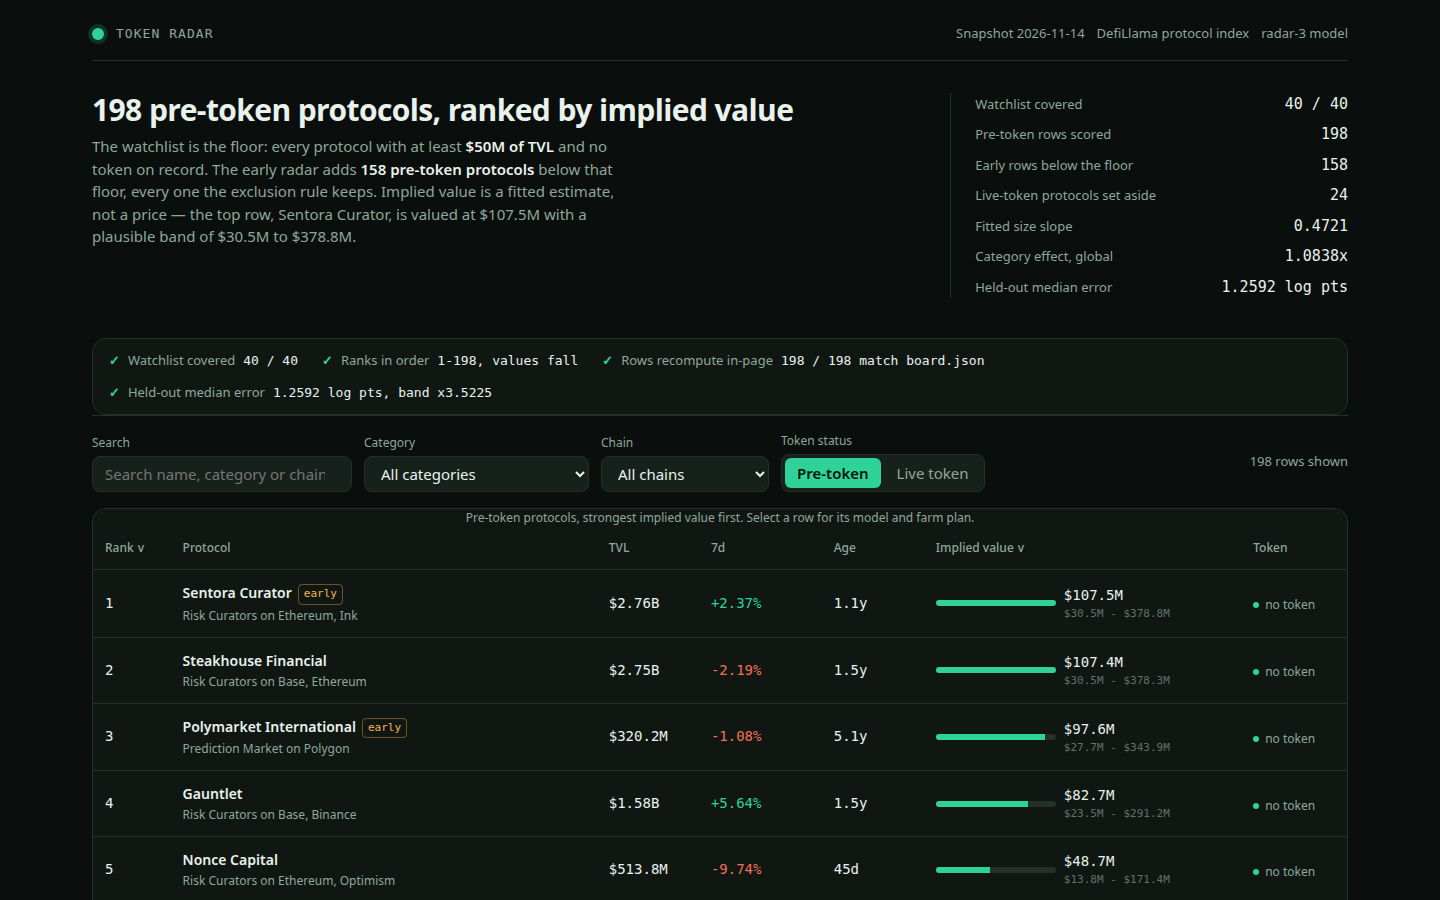 TOKEN RADAR
Snapshot 2026-11-14 DefiLlama protocol index radar-3 model
198 pre-token protocols, ranked by implied value
The watchlist is the floor: every protocol with at least $50M of TVL and no
token on record. The early radar adds 158 pre-token protocols below that
floor, every one the exclusion rule keeps. Implied value is a fitted estimate,
not a price — the top row, Sentora Curator, is valued at $107.5M with a
plausible band of $30.5M to $378.8M.
Watchlist covered 40 / 40
Pre-token rows scored 198
Early rows below the floor 158
Live-token protocols set aside 24
Fitted size slope 0.4721
Category effect, global 1.0838x
Held-out median error 1.2592 log pts
✓ Watchlist covered 40 / 40 ✓ Ranks in order 1-198, values fall ✓ Rows recompute in-page 198 / 198 match board.json
✓ Held-out median error 1.2592 log pts, band x3.5225
Search Category Chain Token status
Search name, category or chain All categories All chains Pre-token Live token 198 rows shown
Pre-token protocols, strongest implied value first. Select a row for its model and farm plan.
Rank v Protocol TVL 7d Age Implied value v Token
1 Sentora Curator early $2.76B +2.37% 1.1y $107.5M no token
Risk Curators on Ethereum, Ink $30.5M - $378.8M
2 Steakhouse Financial $2.75B -2.19% 1.5y $107.4M no token
Risk Curators on Base, Ethereum $30.5M - $378.3M
3 Polymarket International early $320.2M -1.08% 5.1y $97.6M no token
Prediction Market on Polygon $27.7M - $343.9M
4 Gauntlet $1.58B +5.64% 1.5y $82.7M no token
Risk Curators on Base, Binance $23.5M - $291.2M
5 Nonce Capital $513.8M -9.74% 45d $48.7M no token
Risk Curators on Ethereum, Optimism $13.8M - $171.4M